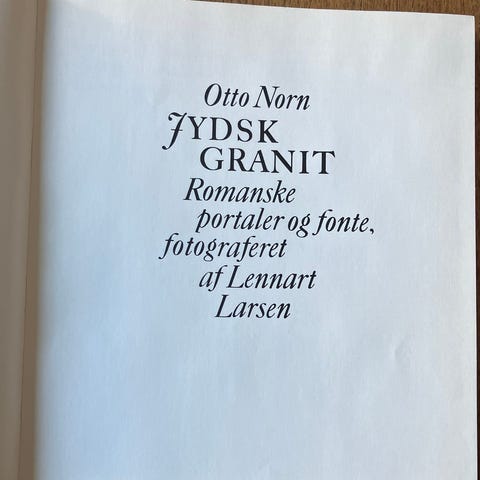 Otto Norn
JYDSK
GRANIT
Romanske
portaler og fonte,
fotograferet
af Lennart
Larsen